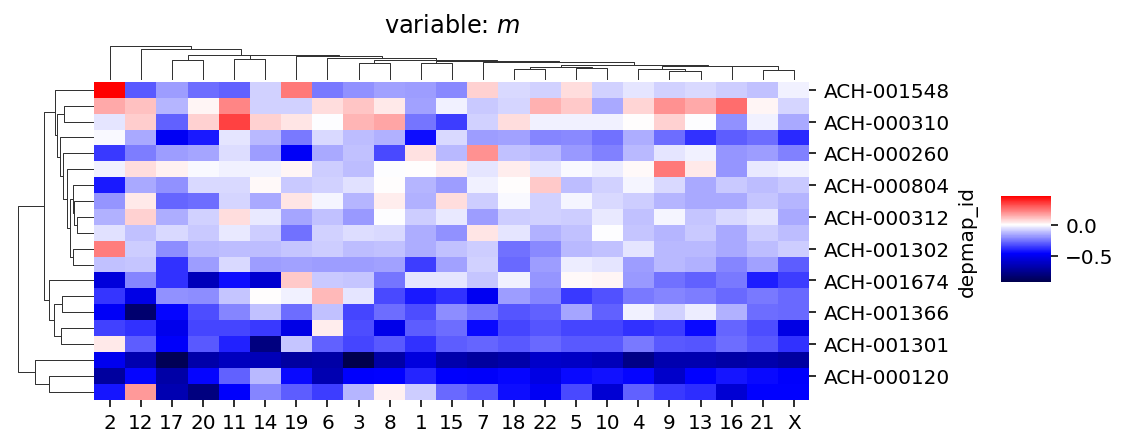 variable: m
ACH-001548
ACH-000310
ACH-000260
ACH-000804
ACH-000312
ACH-001302
ACH-001674
ACH-001366
ACH-001301
ACH-000120
depmap_id
0.0
−0.5
2 12 17 20 11 14 19 6 3 8 1 15 7 18 22 5 10 4 9 13 16 21 X